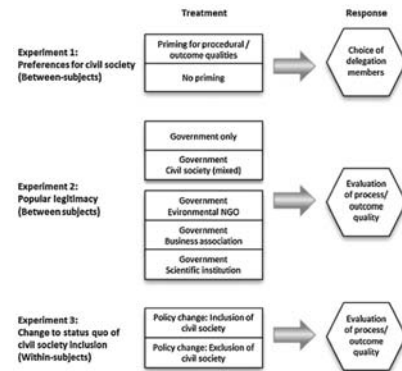 Treatment
Response
Experiment 1:
Preferences for civil society
(Between-subjects)
Priming for procedural /
outcome qualities
No priming
Choice of
delegation
members
Experiment 2:
Popular legitimacy
(Between subjects)
Government only
Government
Civil society (mixed)
Government
Evironmental NGO
Government
Business association
Government
Scientific institution
Evaluation
of process/
outcome
quality
Experiment 3:
Change to status quo of
civil society inclusion
(Within-subjects)
Policy change: Inclusion of
civil society
Policy change: Exclusion of
civil society
Evaluation
of process/
outcome
quality